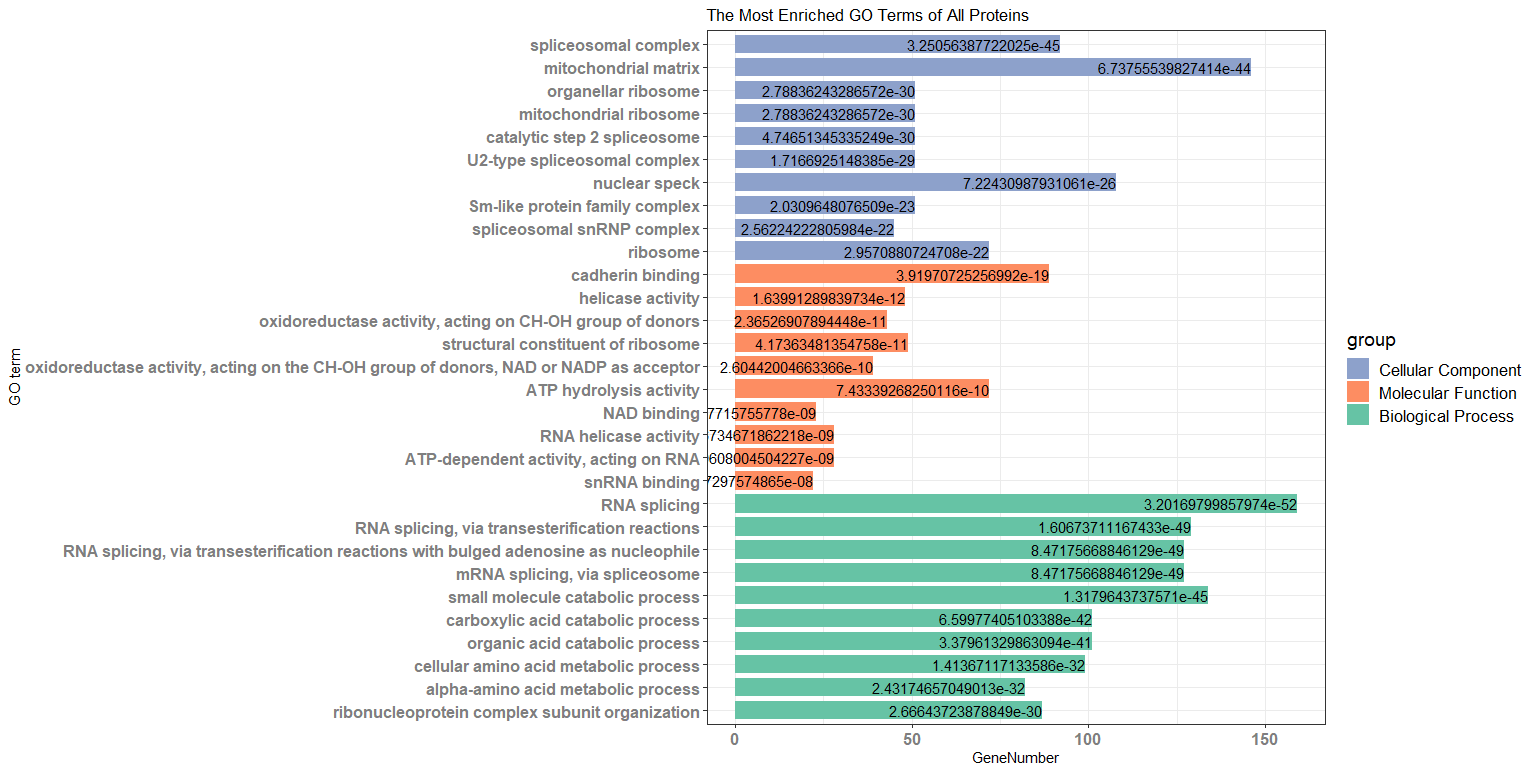 The Most Enriched GO Terms of All Proteins
spliceosomal complex 3.25056387722025e-45
mitochondrial matrix 6.73755539827414e-44
organellar ribosome 2.78836243286572e-30
mitochondrial ribosome 2.78836243286572e-30
catalytic step 2 spliceosome 4.74651345335249e-30
U2-type spliceosomal complex 1.7166925148385e-29
nuclear speck 7.22430987931061e-26
Sm-like protein family complex 2.0309648076509e-23
spliceosomal snRNP complex 2.56224222805984e-22
ribosome 2.9570880724708e-22
cadherin binding 3.91970725256992e-19
helicase activity 1.63991289839734e-12
oxidoreductase activity, acting on CH-OH group of donors 2.36526907894448e-11
structural constituent of ribosome 4.17363481354758e-11
oxidoreductase activity, acting on the CH-OH group of donors, NAD or NADP as acceptor 2.60442004663366e-10
ATP hydrolysis activity 7.43339268250116e-10
NAD binding 7715755778e-09
RNA helicase activity 734671862218e-09
ATP-dependent activity, acting on RNA 608004504227e-09
snRNA binding 7297574865e-08
RNA splicing 3.20169799857974e-52
RNA splicing, via transesterification reactions 1.60673711167433e-49
RNA splicing, via transesterification reactions with bulged adenosine as nucleophile 8.47175668846129e-49
mRNA splicing, via spliceosome 8.47175668846129e-49
small molecule catabolic process 1.3179643737571e-45
carboxylic acid catabolic process 6.59977405103388e-42
organic acid catabolic process 3.37961329863094e-41
cellular amino acid metabolic process 1.41367117133586e-32
alpha-amino acid metabolic process 2.43174657049013e-32
ribonucleoprotein complex subunit organization 2.66643723878849e-30
0 50 100 150
GeneNumber
GO term
group
Cellular Component
Molecular Function
Biological Process